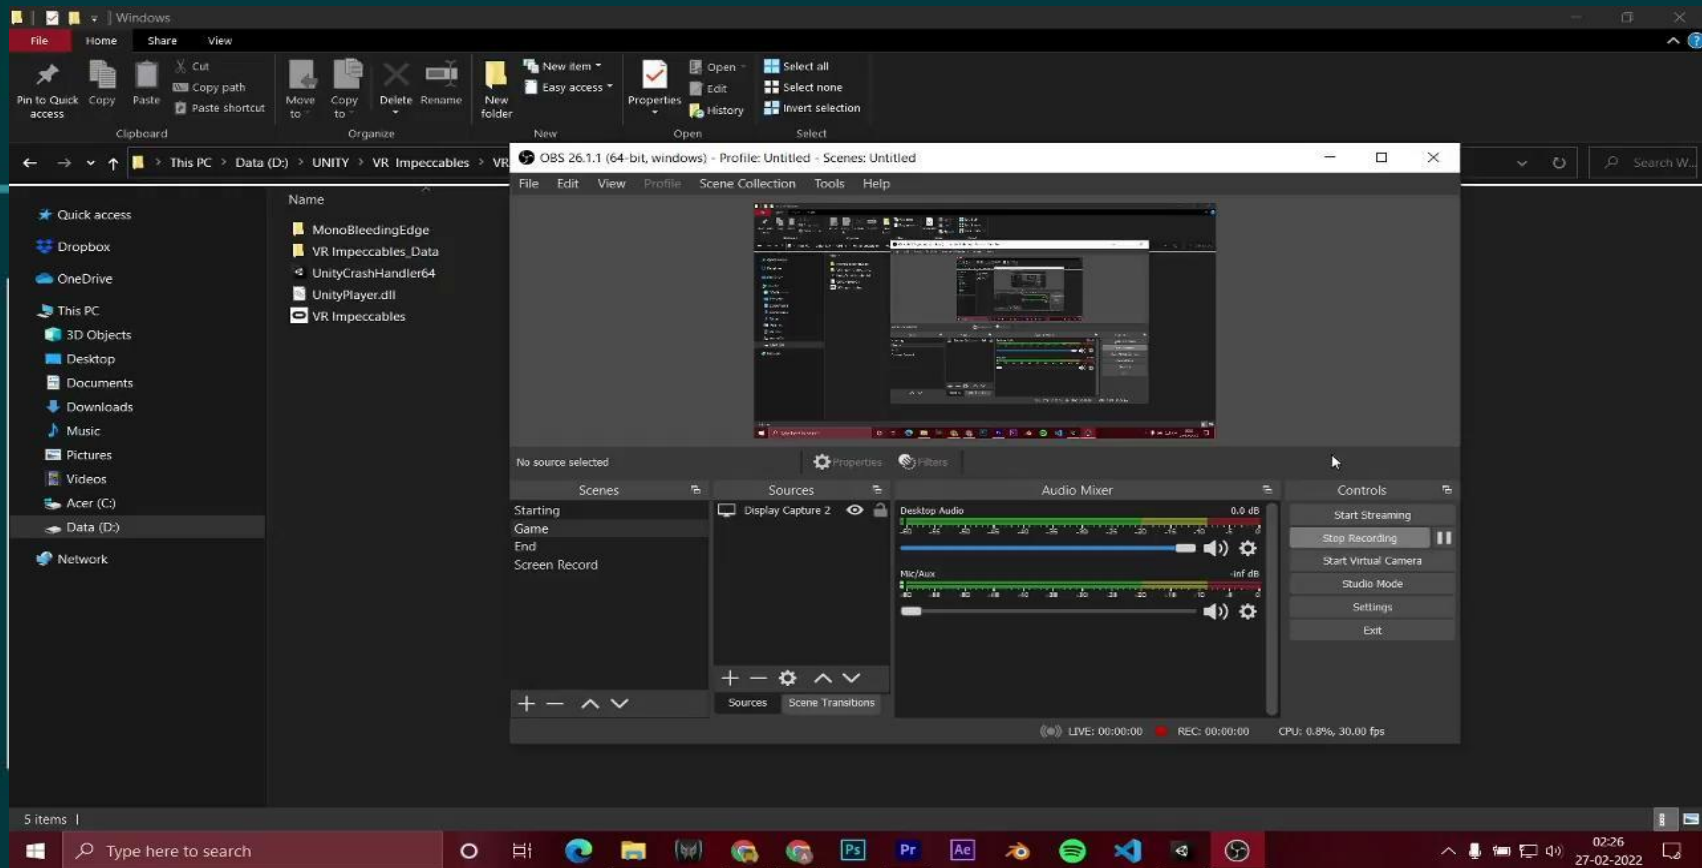 Windows
File Home Share View
Pin to Quick access
Copy
Paste
Cut
Copy path
Paste shortcut
Clipboard
Move to
Copy to
Delete
Rename
Organize
New folder
New item
Easy access
New
Properties
Open
Edit
History
Open
Select all
Select none
Invert selection
Select
This PC > Data (D:) > UNITY > VR Impeccables > VR
Search W...
Quick access
Dropbox
OneDrive
This PC
3D Objects
Desktop
Documents
Downloads
Music
Pictures
Videos
Acer (C:)
Data (D:)
Network
Name
MonoBleedingEdge
VR Impeccables_Data
UnityCrashHandler64
UnityPlayer.dll
VR Impeccables
OBS 26.1.1 (64-bit, windows) - Profile: Untitled - Scenes: Untitled
File Edit View Profile Scene Collection Tools Help
No source selected
Properties
Filters
Scenes
Starting
Game
End
Screen Record
Sources
Display Capture 2
Sources
Scene Transitions
Audio Mixer
Desktop Audio 0.0 dB
Mic/Aux -inf dB
Controls
Start Streaming
Stop Recording
Start Virtual Camera
Studio Mode
Settings
Exit
LIVE: 00:00:00 REC: 00:00:00 CPU: 0.8%, 30.00 fps
5 items
Type here to search
Ps
Pr
Ae
02:26
27-02-2022